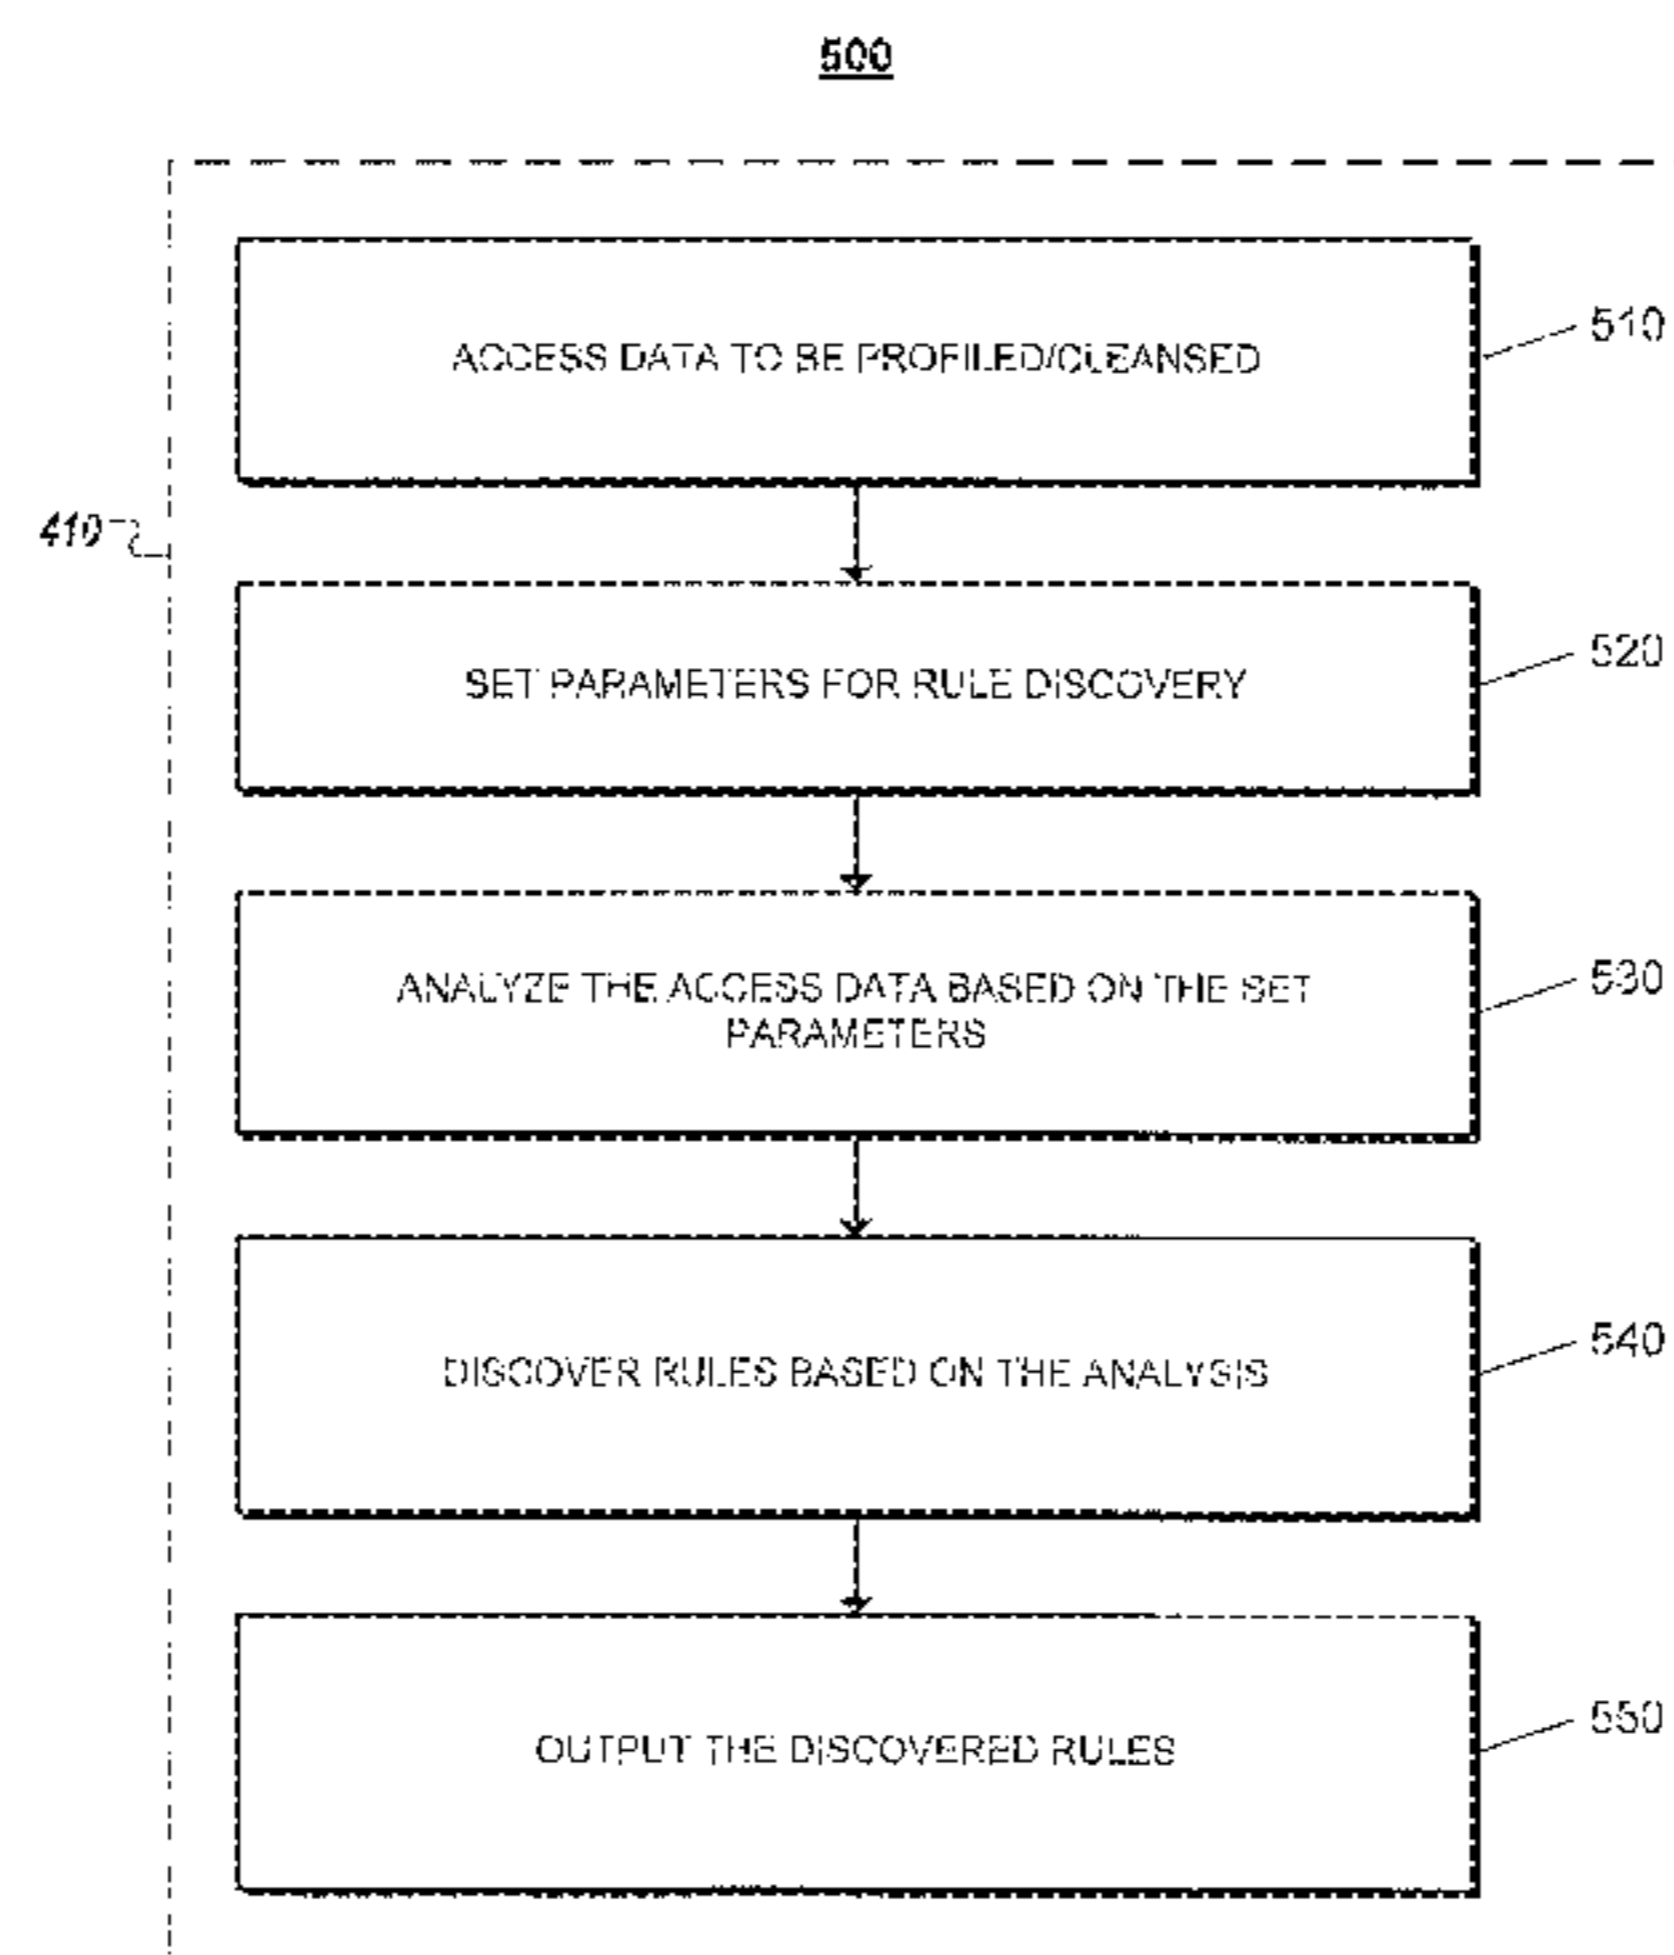 500
ACCESS DATA TO BE PROFILED/CLEANSED
510
410
SET PARAMETERS FOR RULE DISCOVERY
520
ANALYZE THE ACCESS DATA BASED ON THE SET
PARAMETERS
530
DISCOVER RULES BASED ON THE ANALYSIS
540
OUTPUT THE DISCOVERED RULES
550